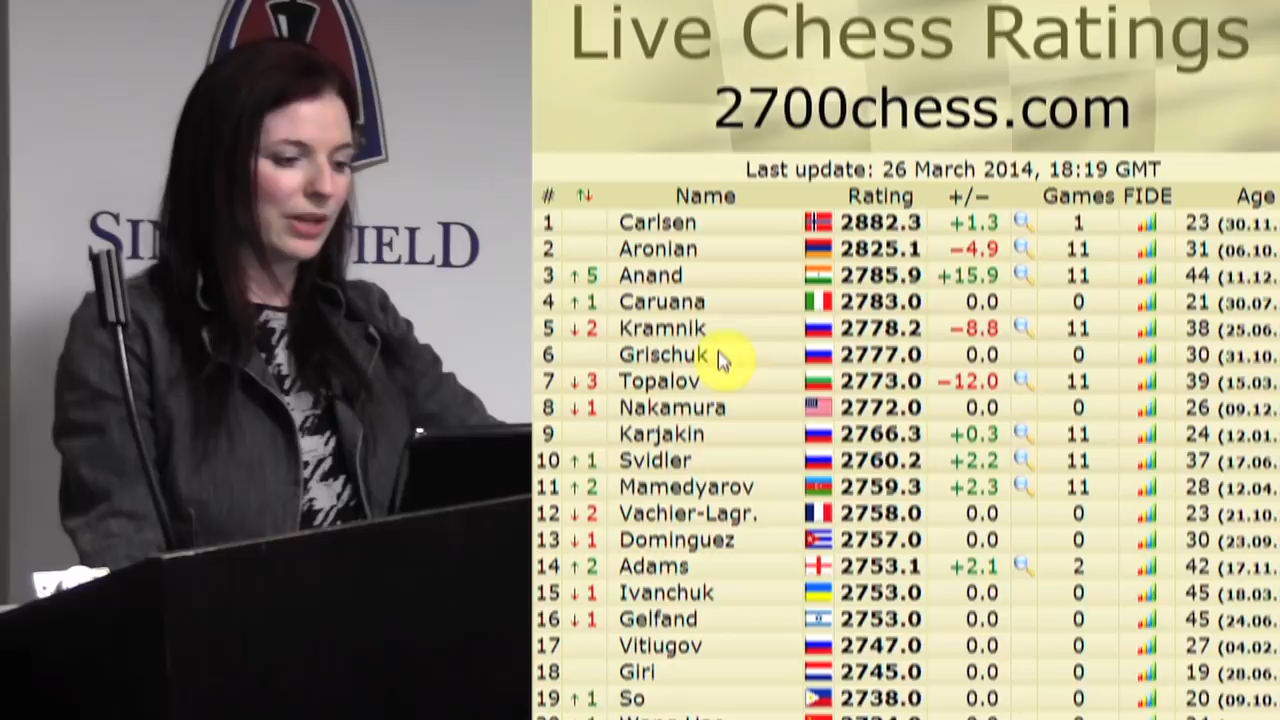 Live Chess Ratings
2700chess.com
Last update: 26 March 2014, 18:19 GMT
# ↑↓ Name Rating +/− Games FIDE Age
1 Carlsen 2882.3 +1.3 1 23 (30.11.
2 Aronian 2825.1 −4.9 11 31 (06.10.
3 ↑ 5 Anand 2785.9 +15.9 11 44 (11.12.
4 ↑ 1 Caruana 2783.0 0.0 0 21 (30.07.
5 ↓ 2 Kramnik 2778.2 −8.8 11 38 (25.06.
6 Grischuk 2777.0 0.0 0 30 (31.10.
7 ↓ 3 Topalov 2773.0 −12.0 11 39 (15.03.
8 ↓ 1 Nakamura 2772.0 0.0 0 26 (09.12.
9 Karjakin 2766.3 +0.3 11 24 (12.01.
10 ↑ 1 Svidler 2760.2 +2.2 11 37 (17.06.
11 ↑ 2 Mamedyarov 2759.3 +2.3 11 28 (12.04.
12 ↓ 2 Vachier-Lagr. 2758.0 0.0 0 23 (21.10.
13 ↓ 1 Dominguez 2757.0 0.0 0 30 (23.09.
14 ↑ 2 Adams 2753.1 +2.1 2 42 (17.11.
15 ↓ 1 Ivanchuk 2753.0 0.0 0 45 (18.03.
16 ↓ 1 Gelfand 2753.0 0.0 0 45 (24.06.
17 Vitiugov 2747.0 0.0 0 27 (04.02.
18 Giri 2745.0 0.0 0 19 (28.06.
19 ↑ 1 So 2738.0 0.0 0 20 (09.10.
SIN IELD